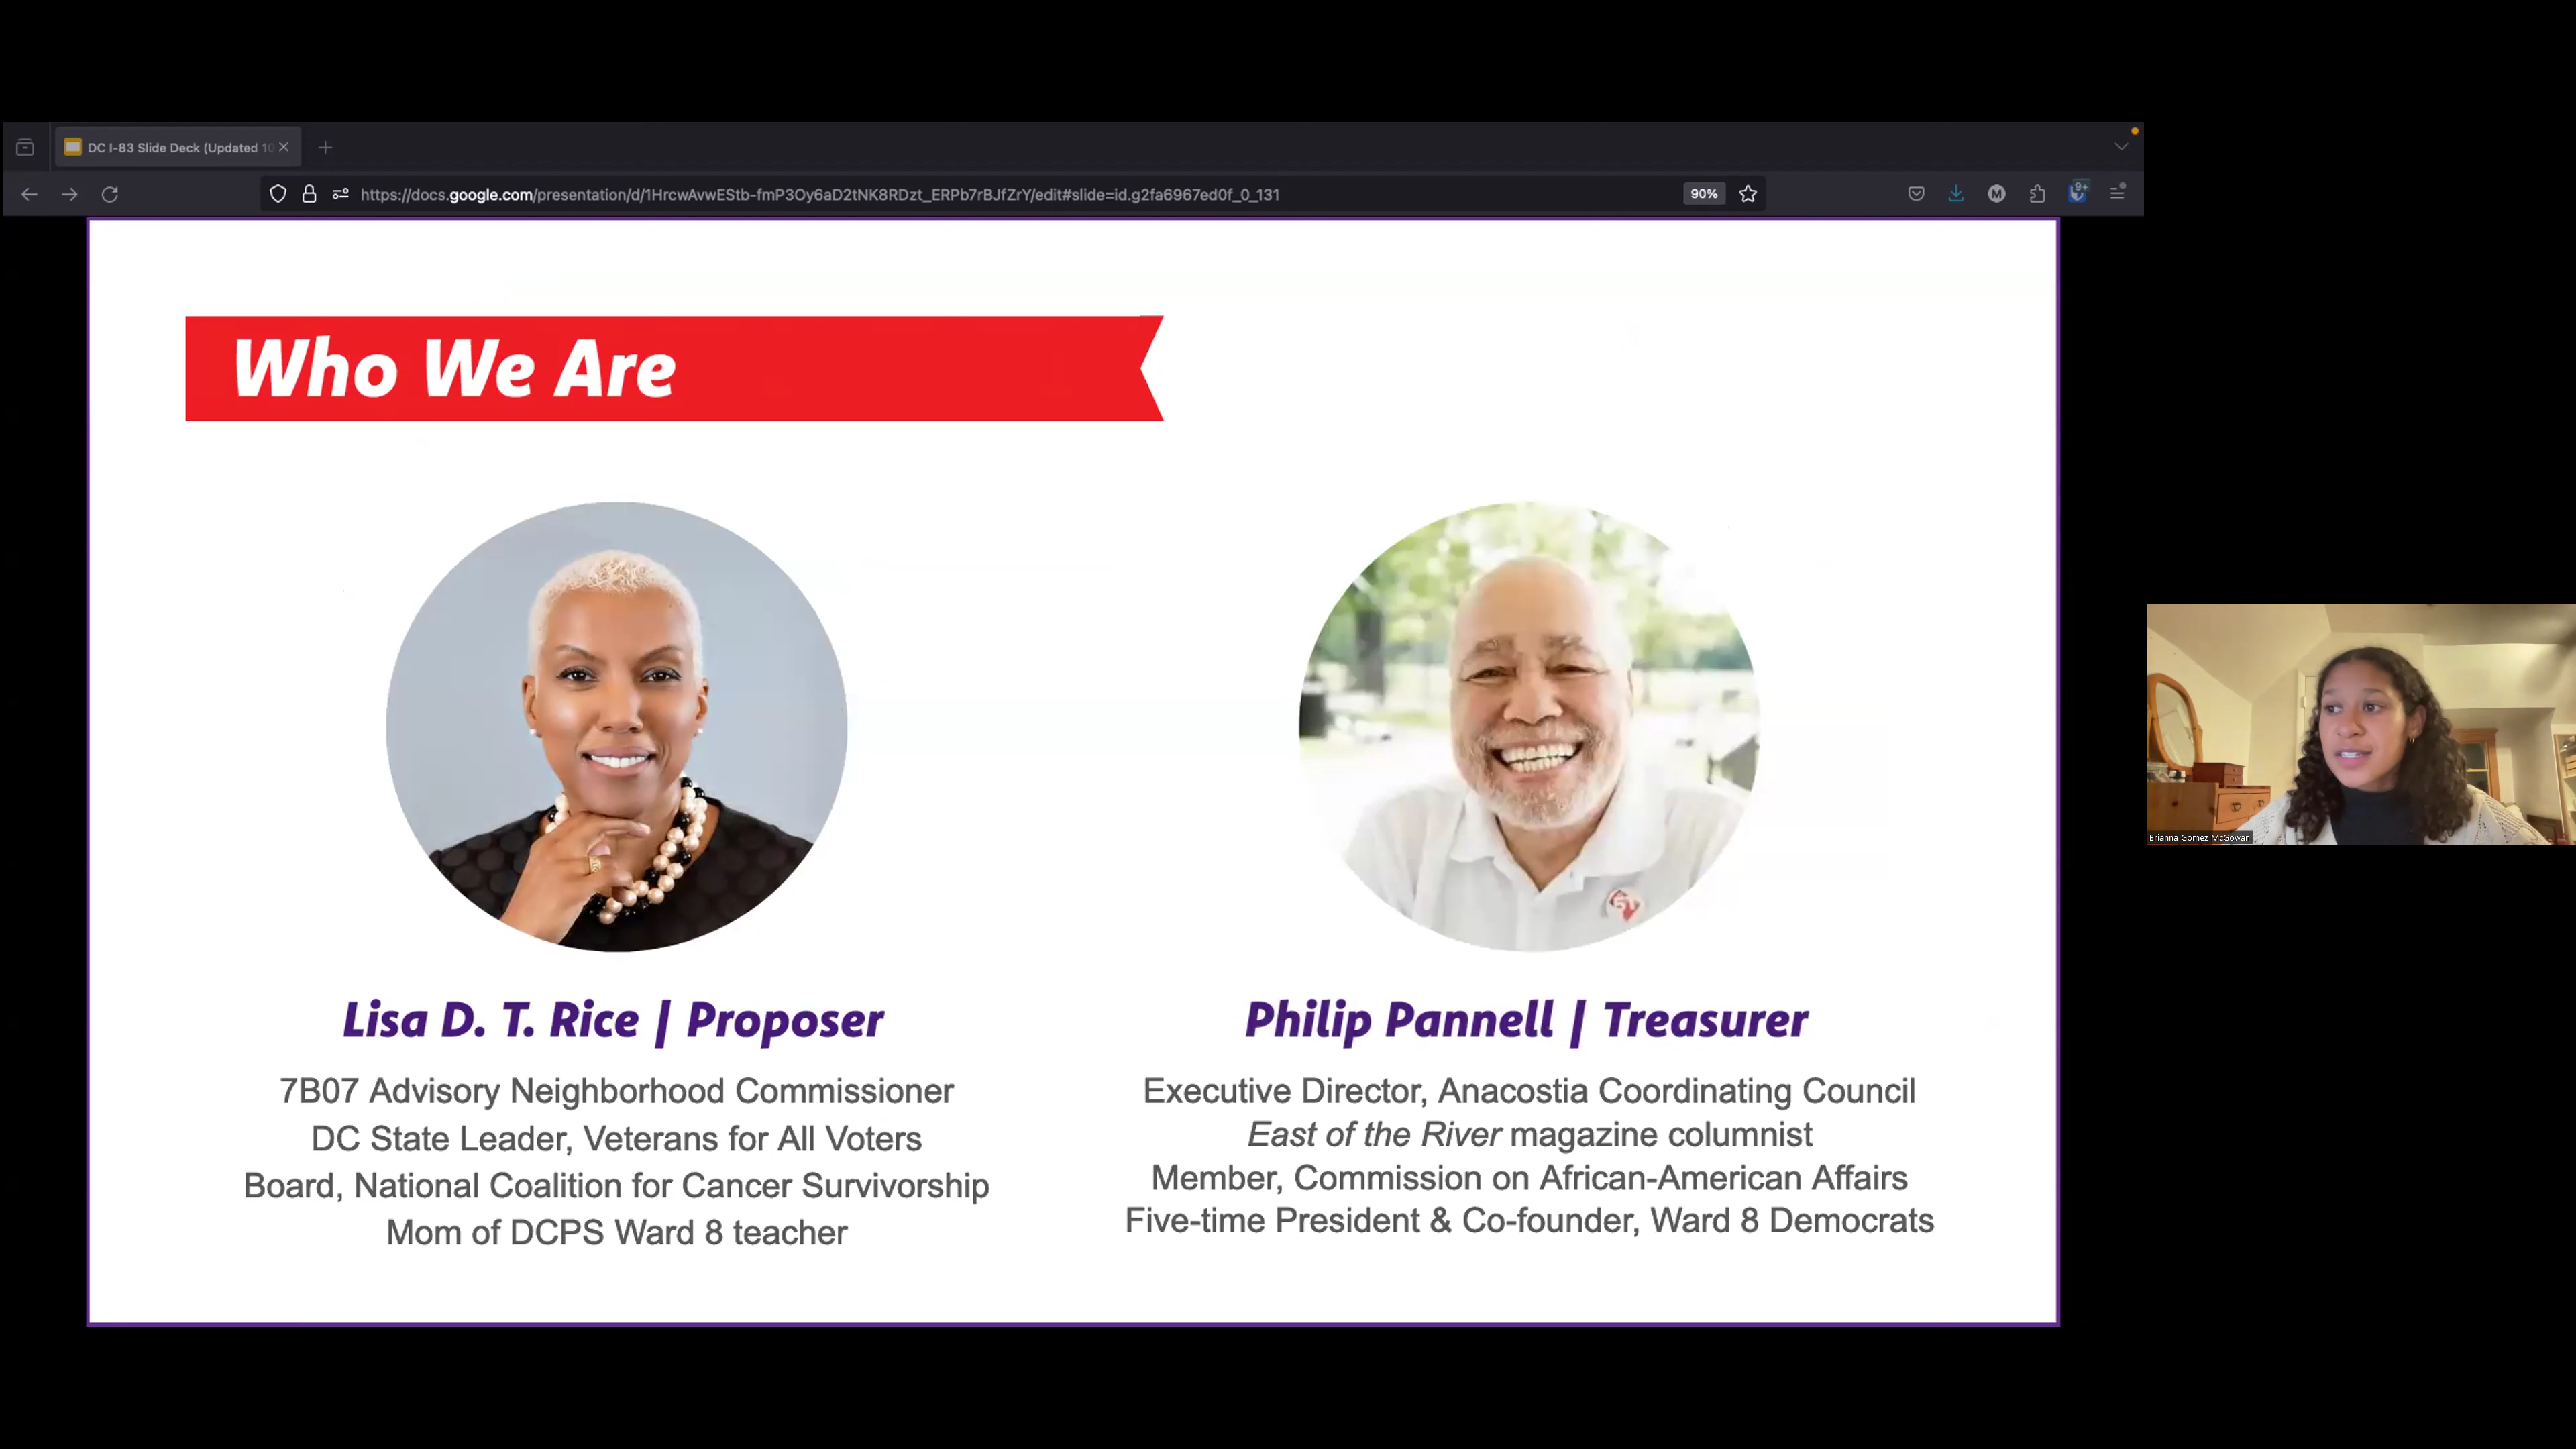 DC I-83 Slide Deck (Updated 10
https://docs.google.com/presentation/d/1HrcwAvwEStb-fmP3Oy6aD2tNK8RDzt_ERPb7rBJfZrY/edit#slide=id.g2fa6967ed0f_0_131
90%
M
9+
Who We Are
51
Lisa D. T. Rice | Proposer
7B07 Advisory Neighborhood Commissioner
DC State Leader, Veterans for All Voters
Board, National Coalition for Cancer Survivorship
Mom of DCPS Ward 8 teacher
Philip Pannell | Treasurer
Executive Director, Anacostia Coordinating Council
East of the River magazine columnist
Member, Commission on African-American Affairs
Five-time President & Co-founder, Ward 8 Democrats
Brianna Gomez McGowan